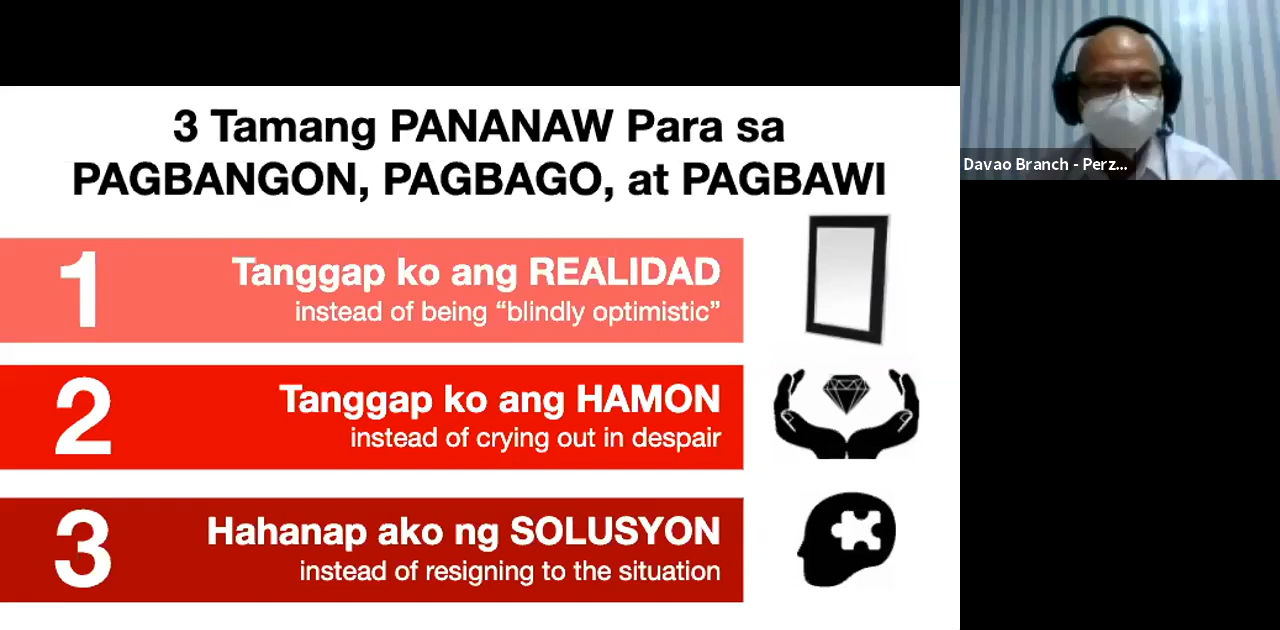 3 Tamang PANANAW Para sa
PAGBANGON, PAGBAGO, at PAGBAWI
1
Tanggap ko ang REALIDAD
instead of being “blindly optimistic”
2
Tanggap ko ang HAMON
instead of crying out in despair
3
Hahanap ako ng SOLUSYON
instead of resigning to the situation
Davao Branch - Perz...